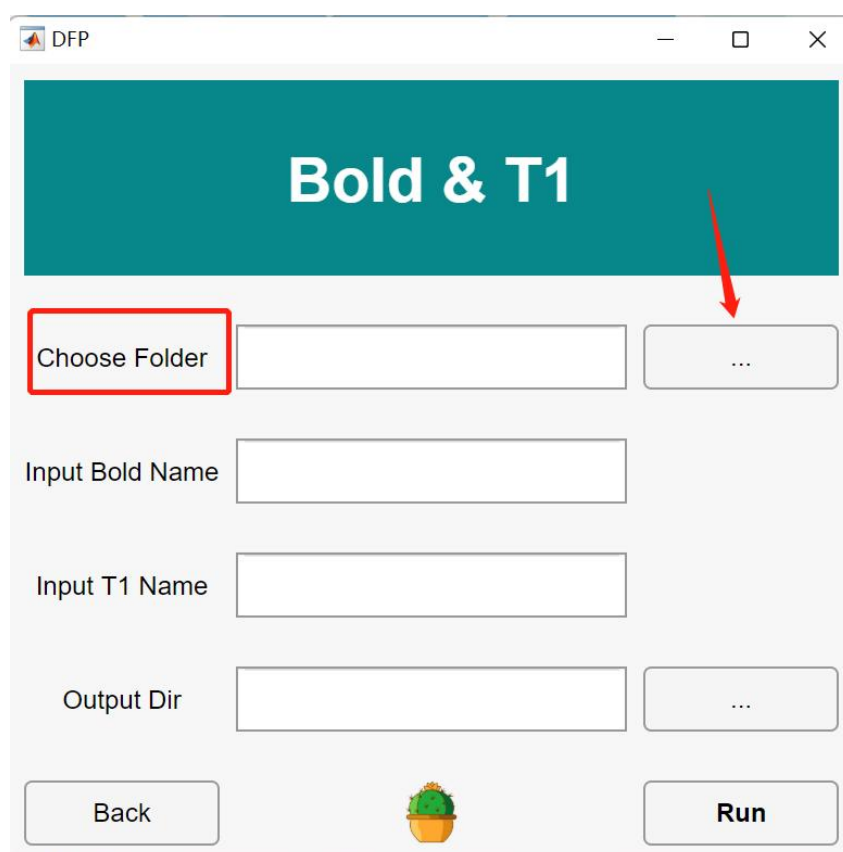 DFP
Bold & T1
Choose Folder
...
Input Bold Name
Input T1 Name
Output Dir
...
Back
Run